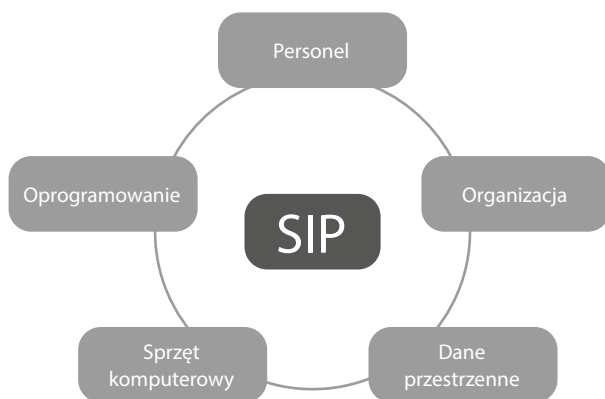 Personel
Oprogramowanie
Organizacja
SIP
Sprzęt
komputerowy
Dane
przestrzenne